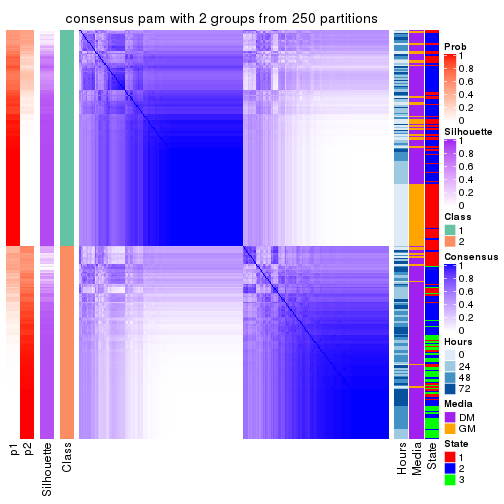 consensus pam with 2 groups from 250 partitions
Prob
1
0.8
0.6
0.4
0.2
0
Silhouette
1
0.8
0.6
0.4
0.2
0
Class
1
2
Consensus
1
0.8
0.6
0.4
0.2
0
Hours
0
24
48
72
Media
DM
GM
State
1
2
3
p1
p2
Silhouette
Class
Hours
Media
State